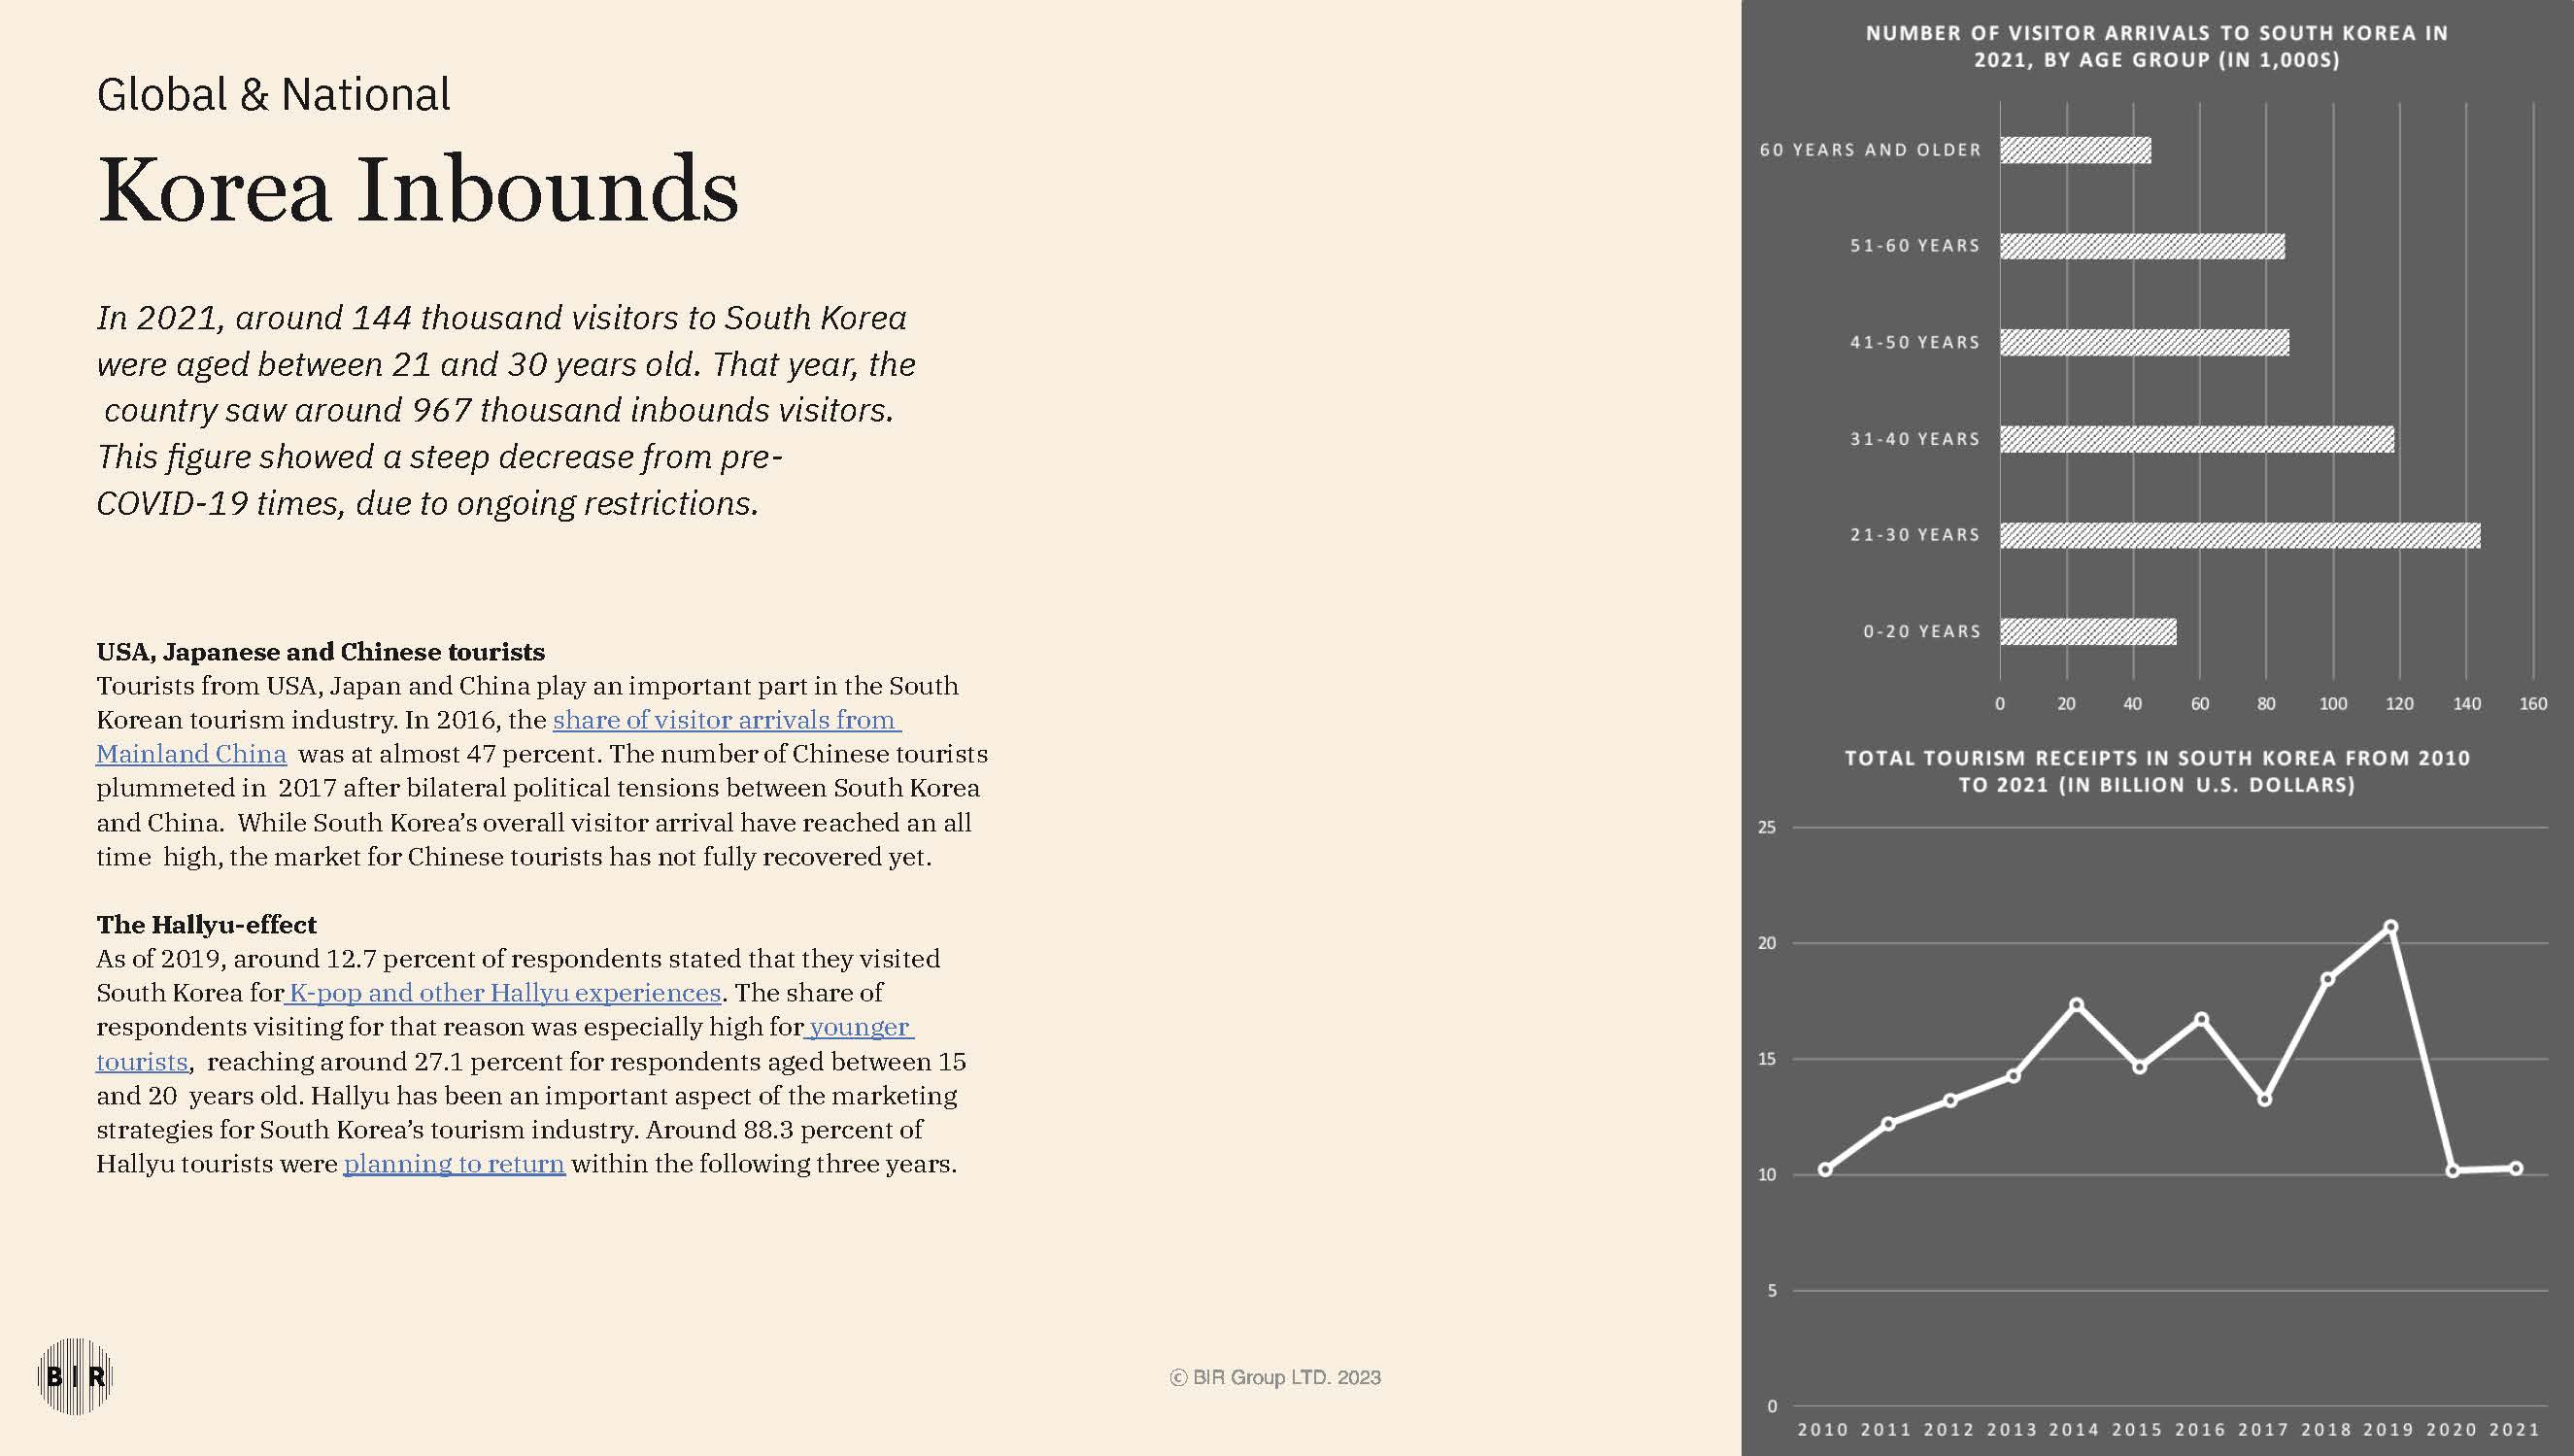 Global & National
Korea Inbounds
In 2021, around 144 thousand visitors to South Korea
were aged between 21 and 30 years old. That year, the
country saw around 967 thousand inbounds visitors.
This figure showed a steep decrease from pre-
COVID-19 times, due to ongoing restrictions.
USA, Japanese and Chinese tourists
Tourists from USA, Japan and China play an important part in the South
Korean tourism industry. In 2016, the share of visitor arrivals from
Mainland China was at almost 47 percent. The number of Chinese tourists
plummeted in 2017 after bilateral political tensions between South Korea
and China. While South Korea’s overall visitor arrival have reached an all
time high, the market for Chinese tourists has not fully recovered yet.
The Hallyu-effect
As of 2019, around 12.7 percent of respondents stated that they visited
South Korea for K-pop and other Hallyu experiences. The share of
respondents visiting for that reason was especially high for younger
tourists, reaching around 27.1 percent for respondents aged between 15
and 20 years old. Hallyu has been an important aspect of the marketing
strategies for South Korea’s tourism industry. Around 88.3 percent of
Hallyu tourists were planning to return within the following three years.
BIR
© BIR Group LTD. 2023
NUMBER OF VISITOR ARRIVALS TO SOUTH KOREA IN
2021, BY AGE GROUP (IN 1,000S)
60 YEARS AND OLDER
51-60 YEARS
41-50 YEARS
31-40 YEARS
21-30 YEARS
0-20 YEARS
0 20 40 60 80 100 120 140 160
TOTAL TOURISM RECEIPTS IN SOUTH KOREA FROM 2010
TO 2021 (IN BILLION U.S. DOLLARS)
25
20
15
10
5
0
2010 2011 2012 2013 2014 2015 2016 2017 2018 2019 2020 2021